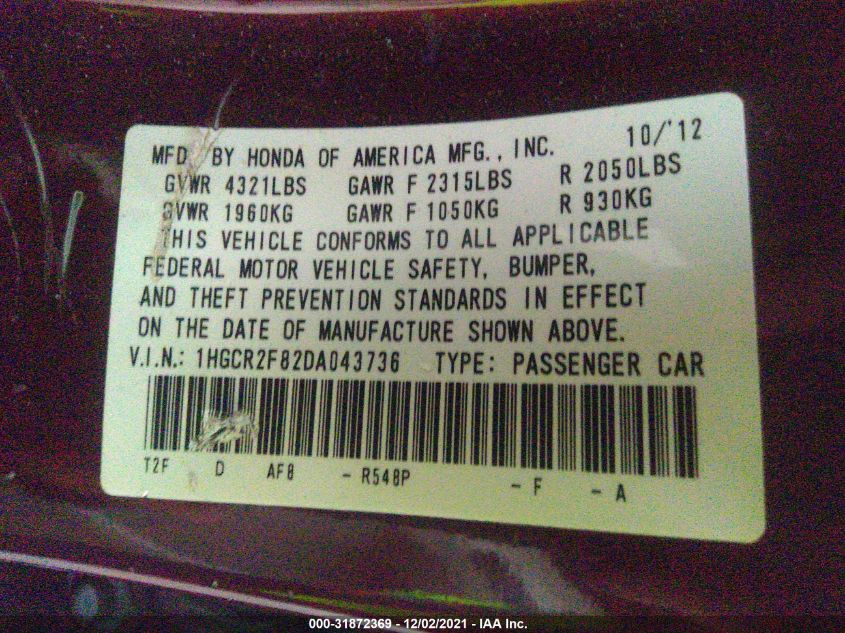 MFD BY HONDA OF AMERICA MFG., INC. 10/'12
GVWR 4321LBS GAWR F 2315LBS R 2050LBS
GVWR 1960KG GAWR F 1050KG R 930KG
THIS VEHICLE CONFORMS TO ALL APPLICABLE
FEDERAL MOTOR VEHICLE SAFETY, BUMPER,
AND THEFT PREVENTION STANDARDS IN EFFECT
ON THE DATE OF MANUFACTURE SHOWN ABOVE.
V.I.N.: 1HGCR2F82DA043736 TYPE: PASSENGER CAR
T2F D AF8 - R548P - F - A
000-31872369 - 12/02/2021 - IAA Inc.